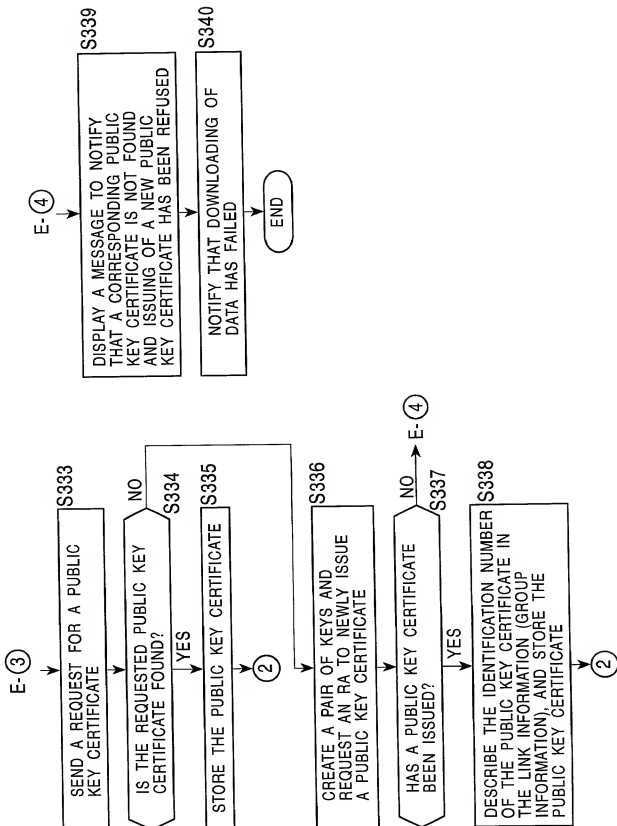 E-③
S333
SEND A REQUEST FOR A PUBLIC
KEY CERTIFICATE
S334
IS THE REQUESTED PUBLIC KEY
CERTIFICATE FOUND?
NO
YES
S335
STORE THE PUBLIC KEY CERTIFICATE
②
S336
CREATE A PAIR OF KEYS AND
REQUEST AN RA TO NEWLY ISSUE
A PUBLIC KEY CERTIFICATE
S337
HAS A PUBLIC KEY CERTIFICATE
BEEN ISSUED?
NO
E-④
YES
S338
DESCRIBE THE IDENTIFICATION NUMBER
OF THE PUBLIC KEY CERTIFICATE IN
THE LINK INFORMATION (GROUP
INFORMATION), AND STORE THE
PUBLIC KEY CERTIFICATE
②
E-④
S339
DISPLAY A MESSAGE TO NOTIFY
THAT A CORRESPONDING PUBLIC
KEY CERTIFICATE IS NOT FOUND
AND ISSUING OF A NEW PUBLIC
KEY CERTIFICATE HAS BEEN REFUSED
S340
NOTIFY THAT DOWNLOADING OF
DATA HAS FAILED
END